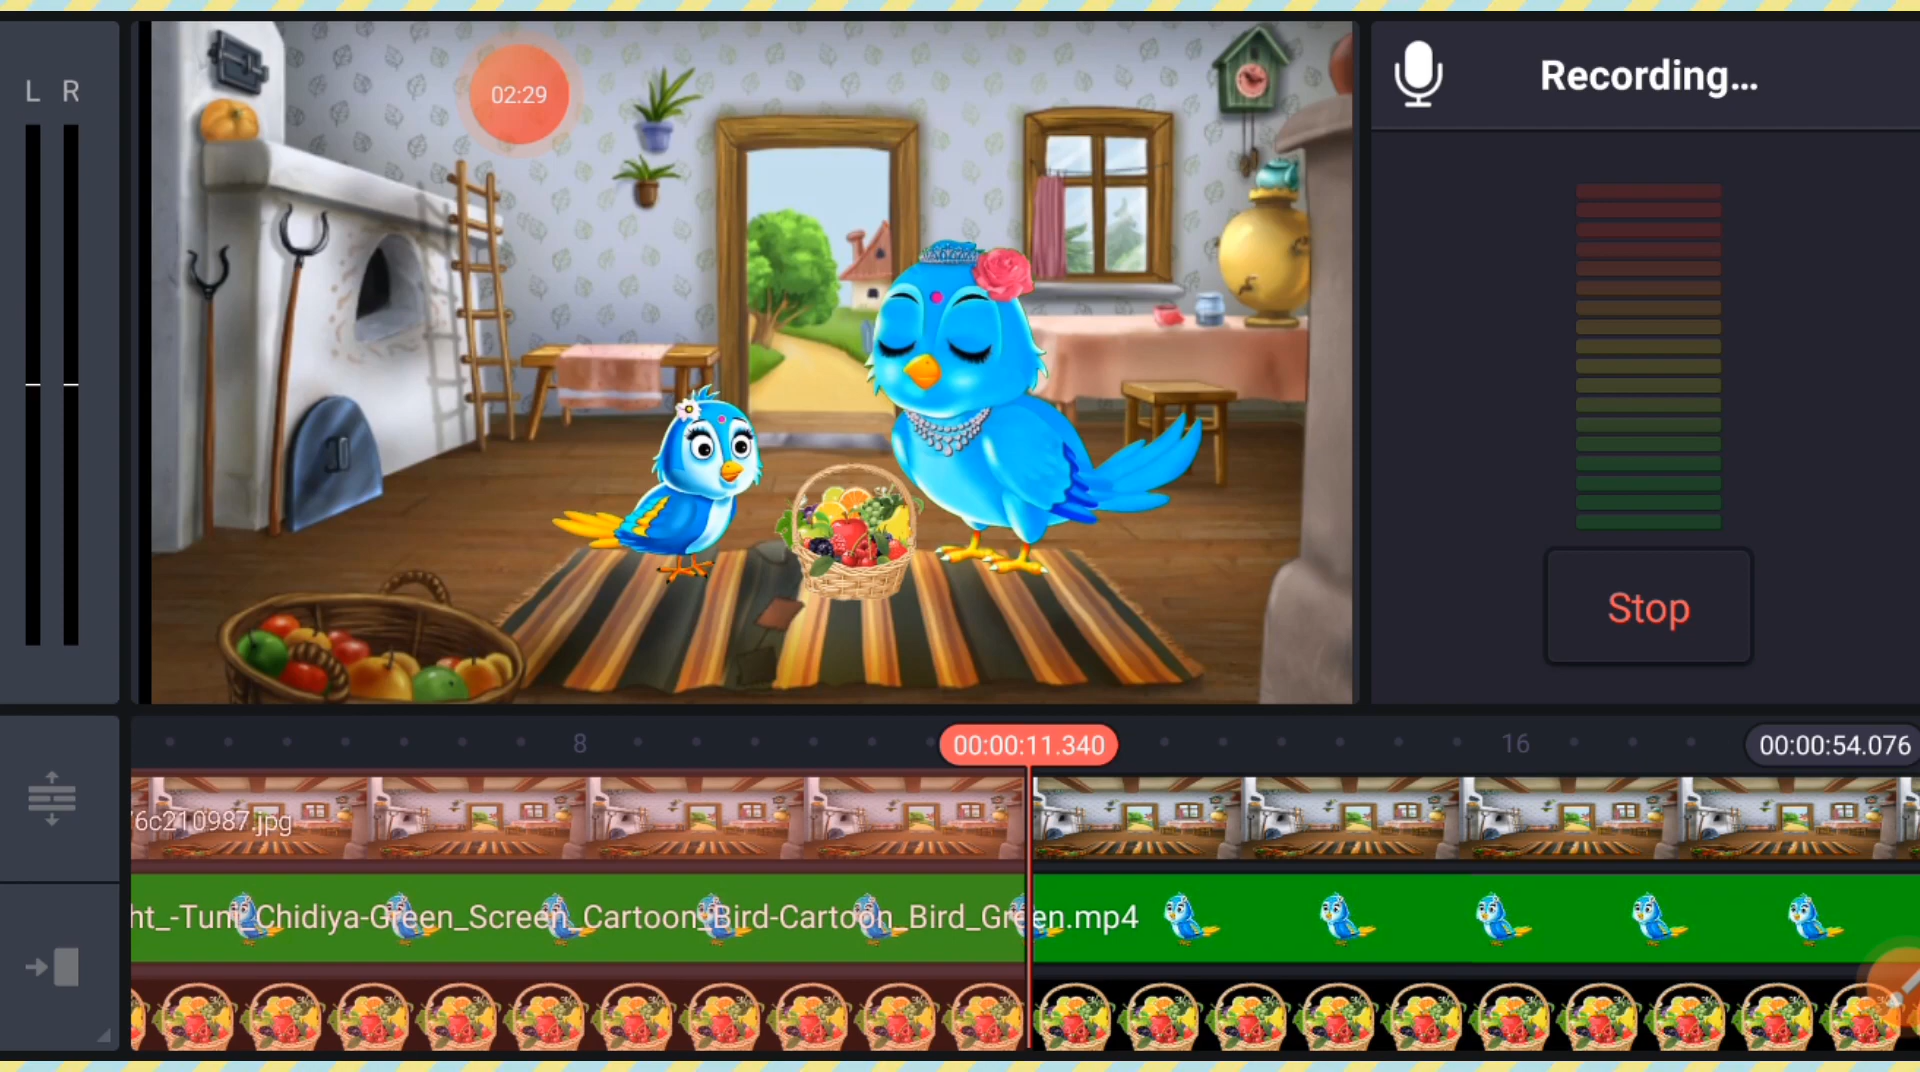 L R
02:29
Recording...
Stop
8
00:00:11.340
16
00:00:54.076
6c210987.jpg
ht_-Tuni_Chidiya-Green_Screen_Cartoon_Bird-Cartoon_Bird_Green.mp4